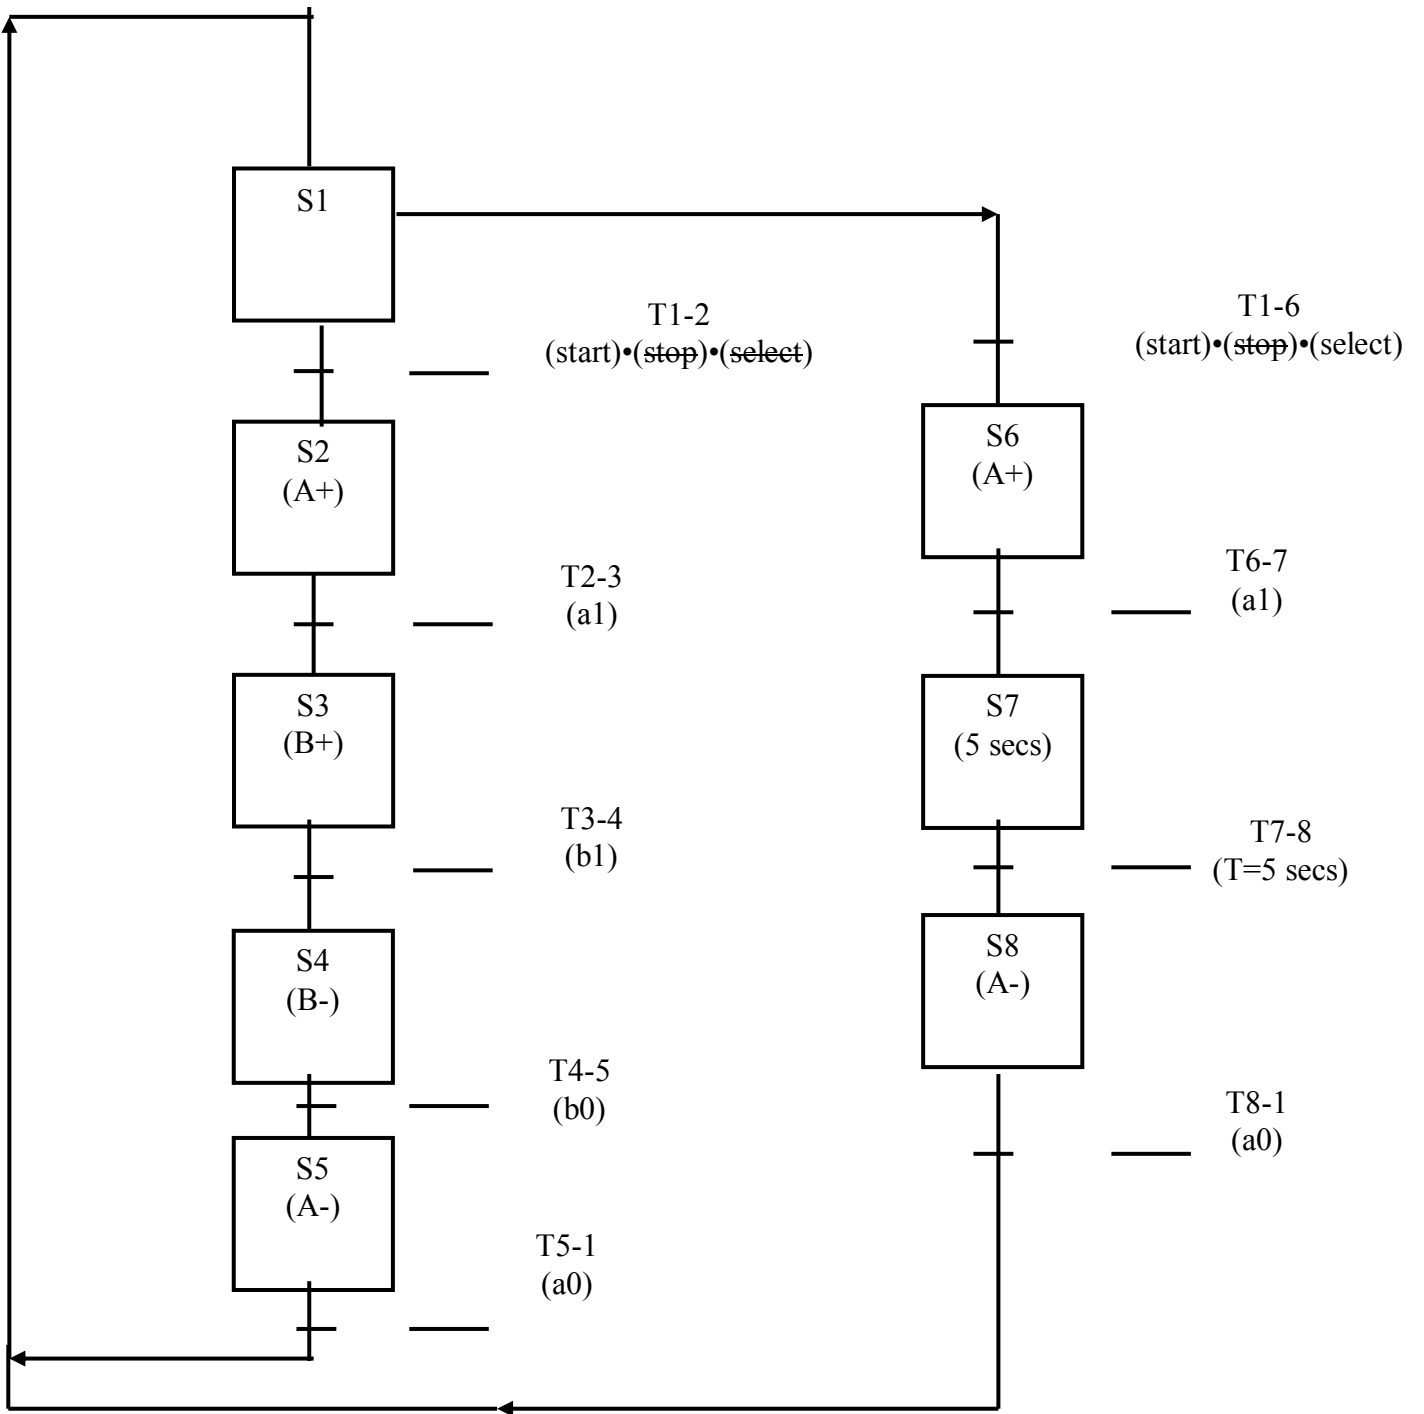 S1
T1-2
(start)•(stop)•(select)
T1-6
(start)•(stop)•(select)
S2
(A+)
S6
(A+)
T2-3
(a1)
T6-7
(a1)
S3
(B+)
S7
(5 secs)
T3-4
(b1)
T7-8
(T=5 secs)
S4
(B-)
S8
(A-)
T4-5
(b0)
T8-1
(a0)
S5
(A-)
T5-1
(a0)